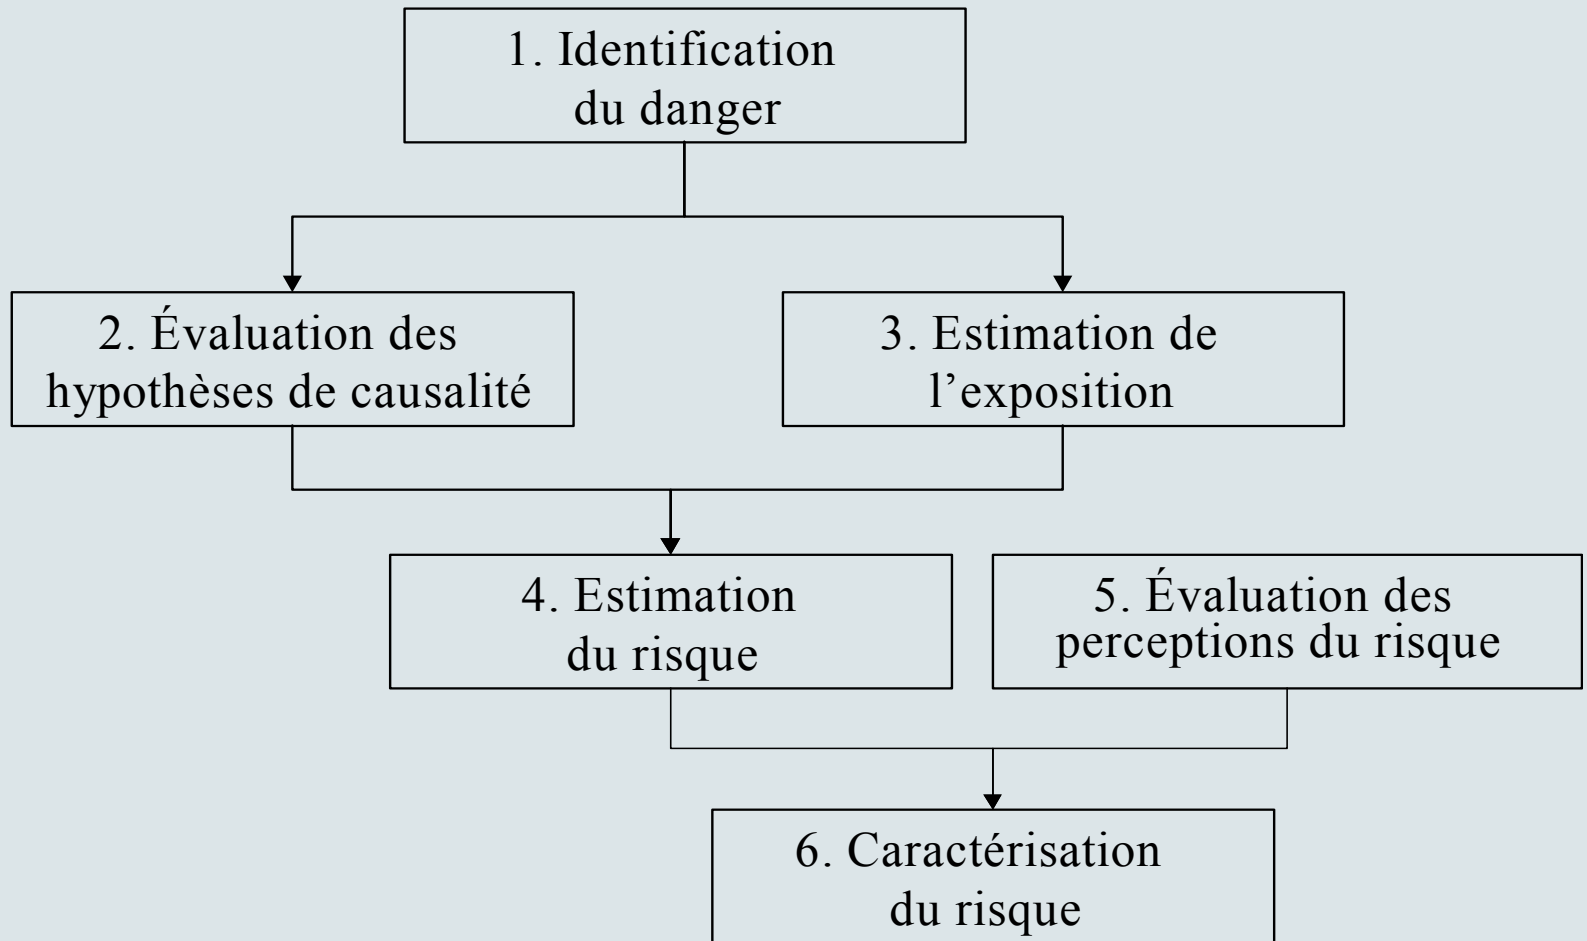 1. Identification
du danger
2. Évaluation des
hypothèses de causalité
3. Estimation de
l’exposition
4. Estimation
du risque
5. Évaluation des
perceptions du risque
6. Caractérisation
du risque